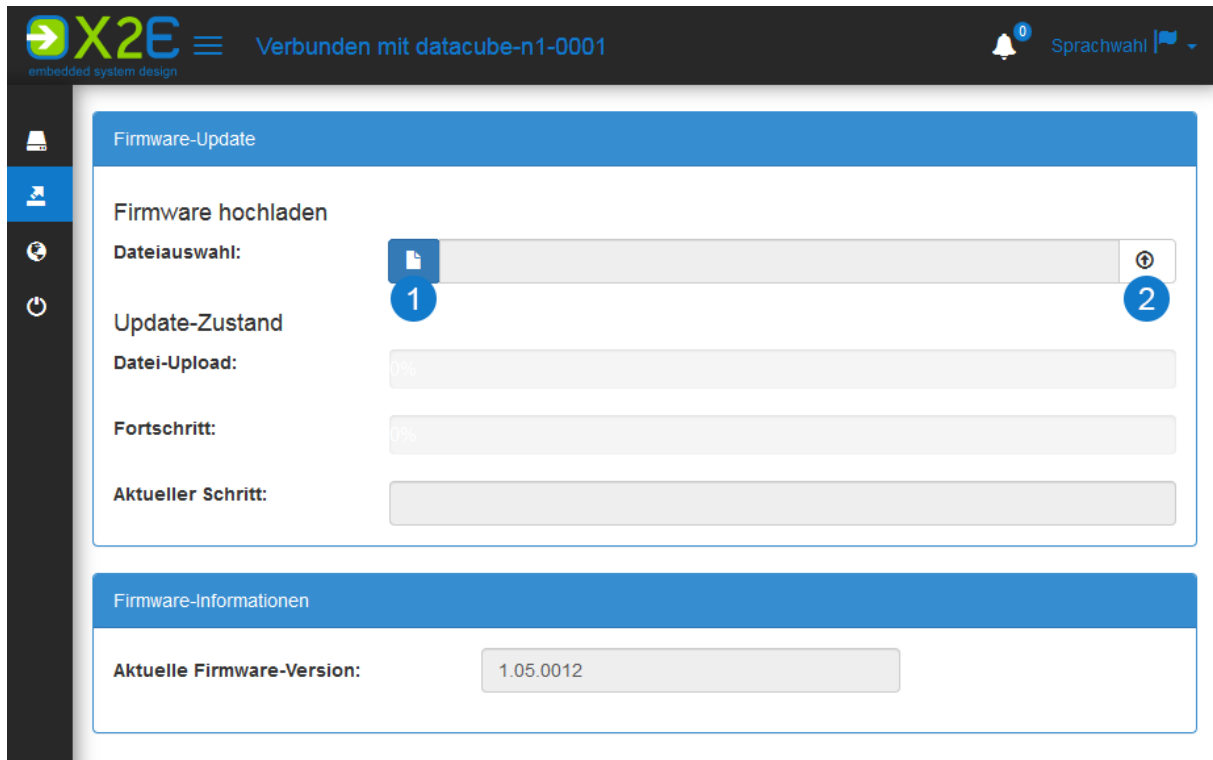 X2E
embedded system design
Verbunden mit datacube-n1-0001
0
Sprachwahl
Firmware-Update
Firmware hochladen
Dateiauswahl:
1
2
Update-Zustand
Datei-Upload:
0%
Fortschritt:
0%
Aktueller Schritt:
Firmware-Informationen
Aktuelle Firmware-Version:
1.05.0012